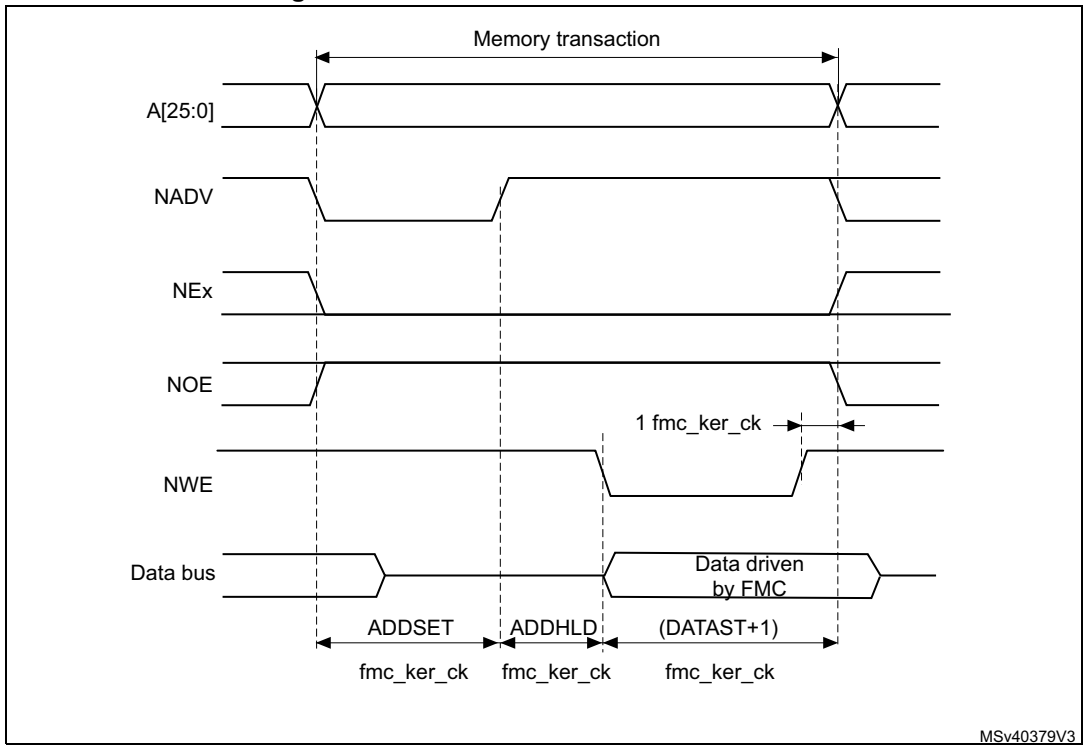 Memory transaction
A[25:0]
NADV
NEx
NOE
1 fmc_ker_ck
NWE
Data bus
Data driven
by FMC
ADDSET ADDHLD (DATAST+1)
fmc_ker_ck fmc_ker_ck fmc_ker_ck
MSv40379V3